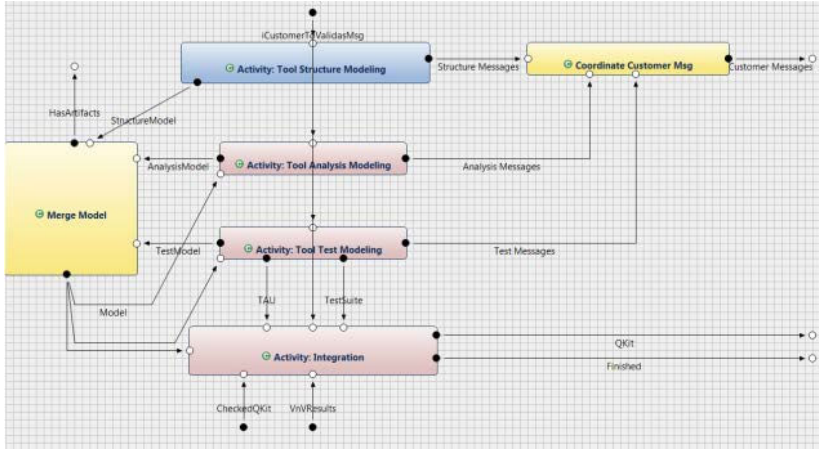 iCustomerToValidasMsg
Activity: Tool Structure Modeling
Structure Messages
Coordinate Customer Msg
Customer Messages
HasArtifacts
StructureModel
AnalysisModel
Activity: Tool Analysis Modeling
Analysis Messages
Merge Model
TestModel
Activity: Tool Test Modeling
Test Messages
Model
TAU
TestSuite
Activity: Integration
QKit
Finished
CheckedQKit
VnVResults